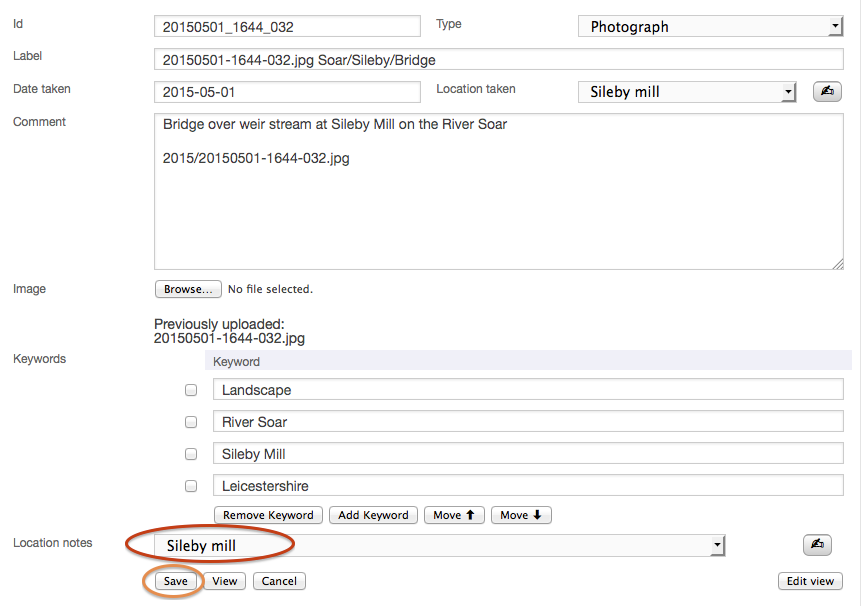 Id 20150501_1644_032 Type Photograph
Label 20150501-1644-032.jpg Soar/Sileby/Bridge
Date taken 2015-05-01 Location taken Sileby mill
Comment Bridge over weir stream at Sileby Mill on the River Soar
2015/20150501-1644-032.jpg
Image Browse... No file selected.
Previously uploaded:
20150501-1644-032.jpg
Keywords Keyword
Landscape
River Soar
Sileby Mill
Leicestershire
Remove Keyword Add Keyword Move ⬆ Move ⬇
Location notes Sileby mill
Save View Cancel Edit view